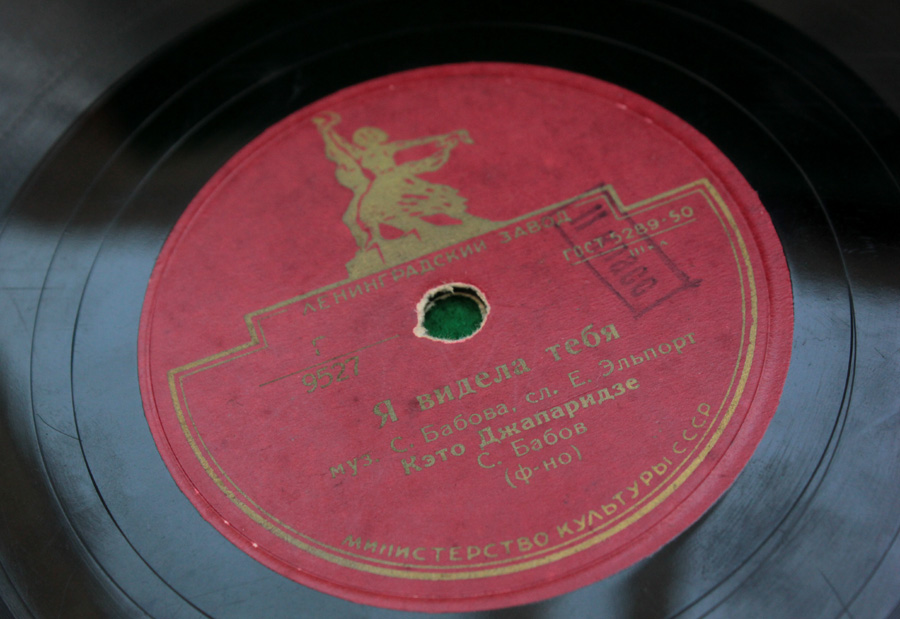 ЛЕНИНГРАДСКИЙ ЗАВОД
ГОСТ 5289-50
Г
9527
Я видела тебя
муз. С. Бабова, сл. Е. Эльпорт
Кэто Джапаридзе
С. Бабов
(ф-но)
МИНИСТЕРСТВО КУЛЬТУРЫ СССР